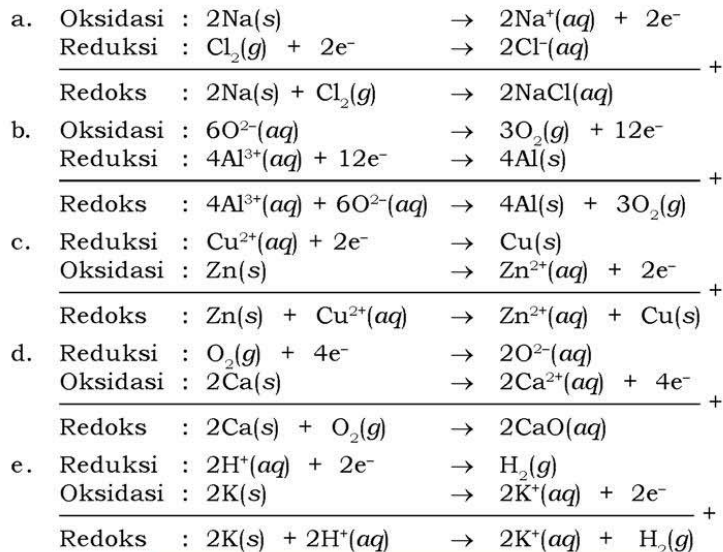 a. Oksidasi : 2Na(s) → 2Na⁺(aq) + 2e⁻
Reduksi : Cl₂(g) + 2e⁻ → 2Cl⁻(aq)
+
Redoks : 2Na(s) + Cl₂(g) → 2NaCl(aq)
b. Oksidasi : 6O²⁻(aq) → 3O₂(g) + 12e⁻
Reduksi : 4Al³⁺(aq) + 12e⁻ → 4Al(s)
+
Redoks : 4Al³⁺(aq) + 6O²⁻(aq) → 4Al(s) + 3O₂(g)
c. Reduksi : Cu²⁺(aq) + 2e⁻ → Cu(s)
Oksidasi : Zn(s) → Zn²⁺(aq) + 2e⁻
+
Redoks : Zn(s) + Cu²⁺(aq) → Zn²⁺(aq) + Cu(s)
d. Reduksi : O₂(g) + 4e⁻ → 2O²⁻(aq)
Oksidasi : 2Ca(s) → 2Ca²⁺(aq) + 4e⁻
+
Redoks : 2Ca(s) + O₂(g) → 2CaO(aq)
e. Reduksi : 2H⁺(aq) + 2e⁻ → H₂(g)
Oksidasi : 2K(s) → 2K⁺(aq) + 2e⁻
+
Redoks : 2K(s) + 2H⁺(aq) → 2K⁺(aq) + H₂(g)